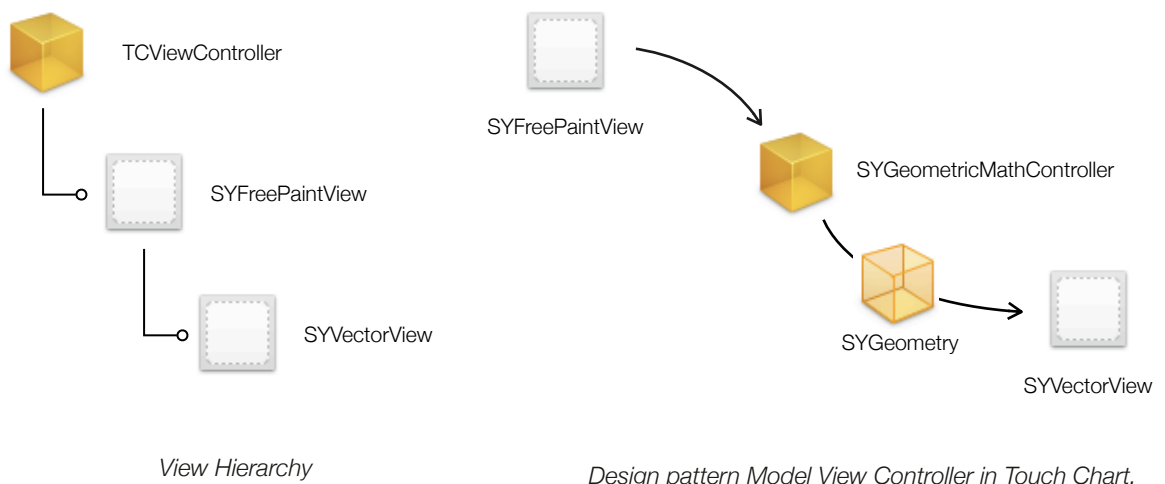 TCViewController
SYFreePaintView
SYVectorView
View Hierarchy
SYFreePaintView
SYGeometricMathController
SYGeometry
SYVectorView
Design pattern Model View Controller in Touch Chart.